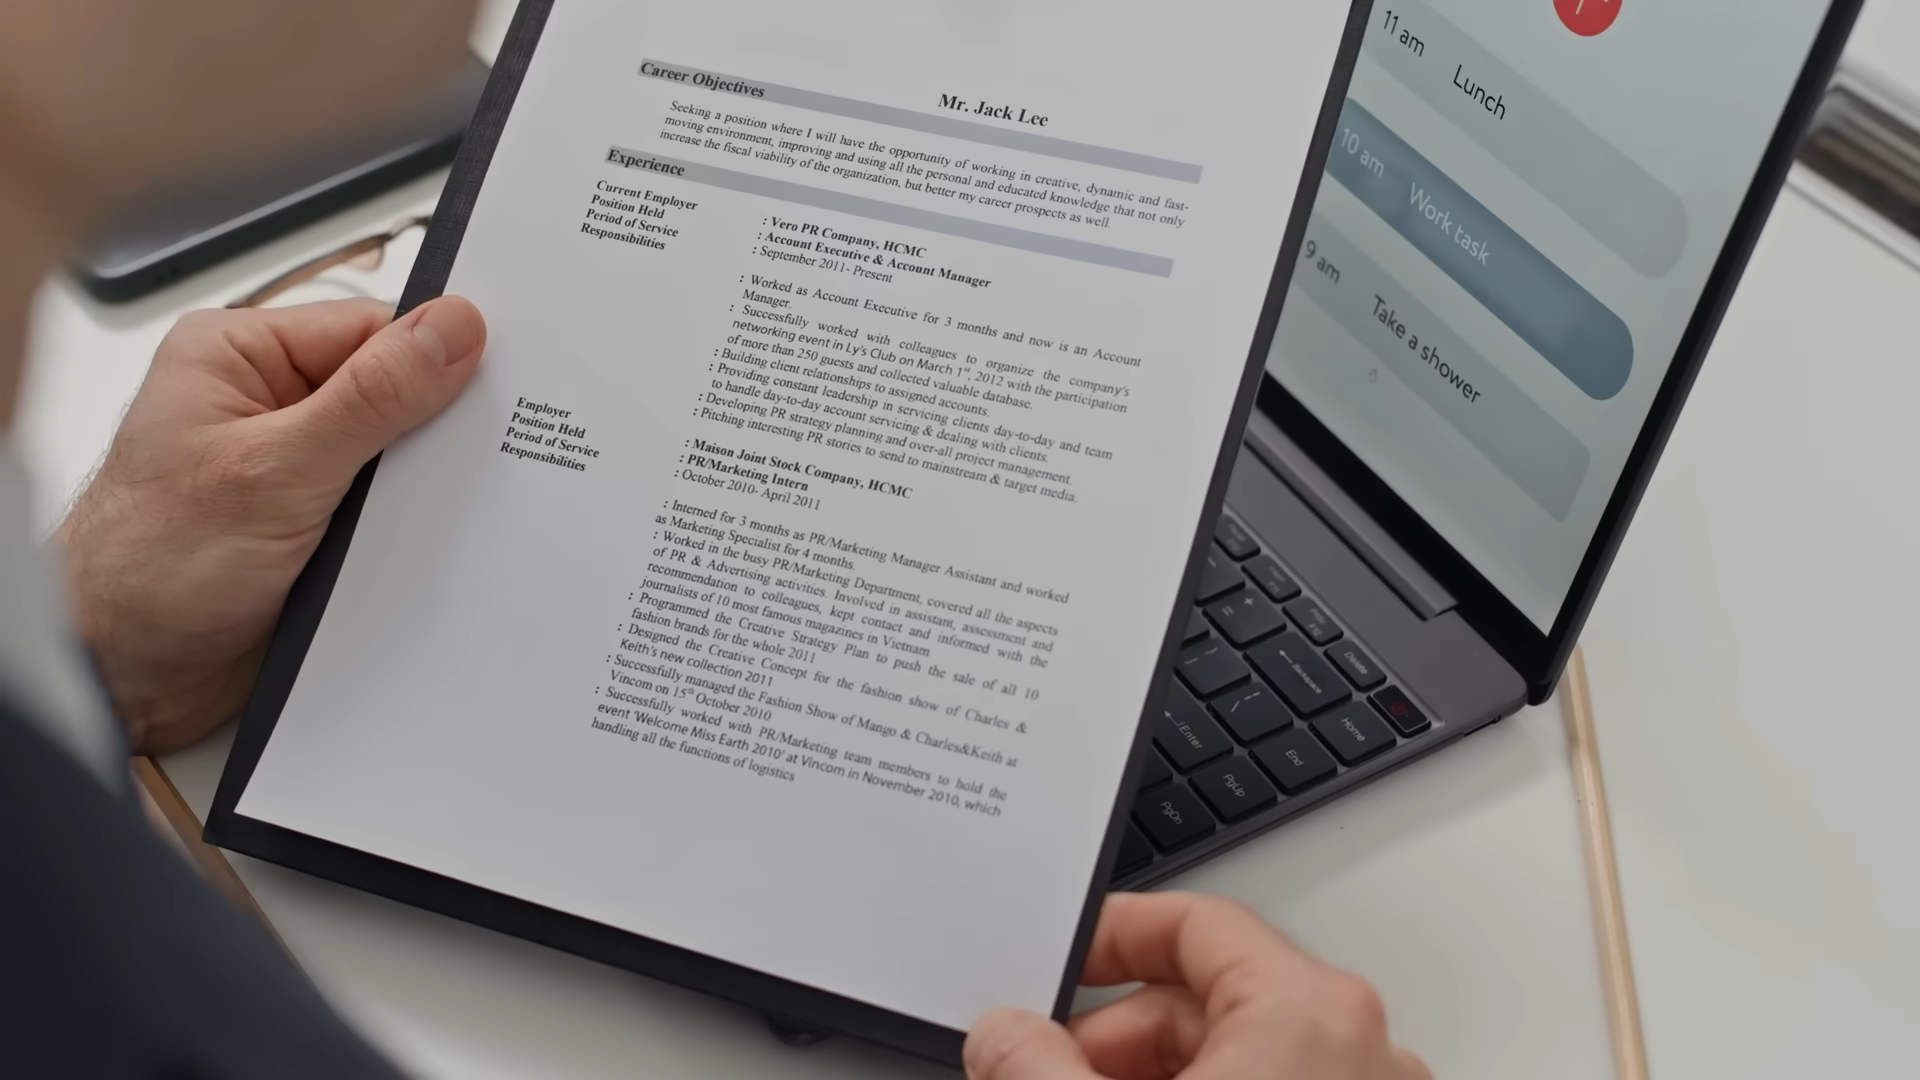 Mr. Jack Lee
Career Objectives
Seeking a position where I will have the opportunity of working in creative, dynamic and fast-
moving environment, improving and using all the personal and educated knowledge that not only
increase the fiscal viability of the organization, but better my career prospects as well.
Experience
Current Employer : Vero PR Company, HCMC
Position Held : Account Executive & Account Manager
Period of Service : September 2011- Present
Responsibilities
: Worked as Account Executive for 3 months and now is an Account
Manager.
: Successfully worked with colleagues to organize the company's
networking event in Ly's Club on March 1st, 2012 with the participation
of more than 250 guests and collected valuable database.
: Building client relationships to assigned accounts.
: Providing constant leadership in servicing clients day-to-day and team
to handle day-to-day account servicing & dealing with clients.
: Developing PR strategy planning and over-all project management.
: Pitching interesting PR stories to send to mainstream & target media.
Employer : Maison Joint Stock Company, HCMC
Position Held : PR/Marketing Intern
Period of Service : October 2010- April 2011
Responsibilities
: Interned for 3 months as PR/Marketing Manager Assistant and worked
as Marketing Specialist for 4 months.
: Worked in the busy PR/Marketing Department, covered all the aspects
of PR & Advertising activities. Involved in assistant, assessment and
recommendation to colleagues, kept contact and informed with the
journalists of 10 most famous magazines in Vietnam
: Programmed the Creative Strategy Plan to push the sale of all 10
fashion brands for the whole 2011
: Designed the Creative Concept for the fashion show of Charles &
Keith's new collection 2011
: Successfully managed the Fashion Show of Mango & Charles&Keith at
Vincom on 15th October 2010
: Successfully worked with PR/Marketing team members to hold the
event 'Welcome Miss Earth 2010' at Vincom in November 2010, which
handling all the functions of logistics
11 am Lunch
10 am Work task
9 am Take a shower
Delete
Backspace
Home
Enter
End
PgUp
PgDn